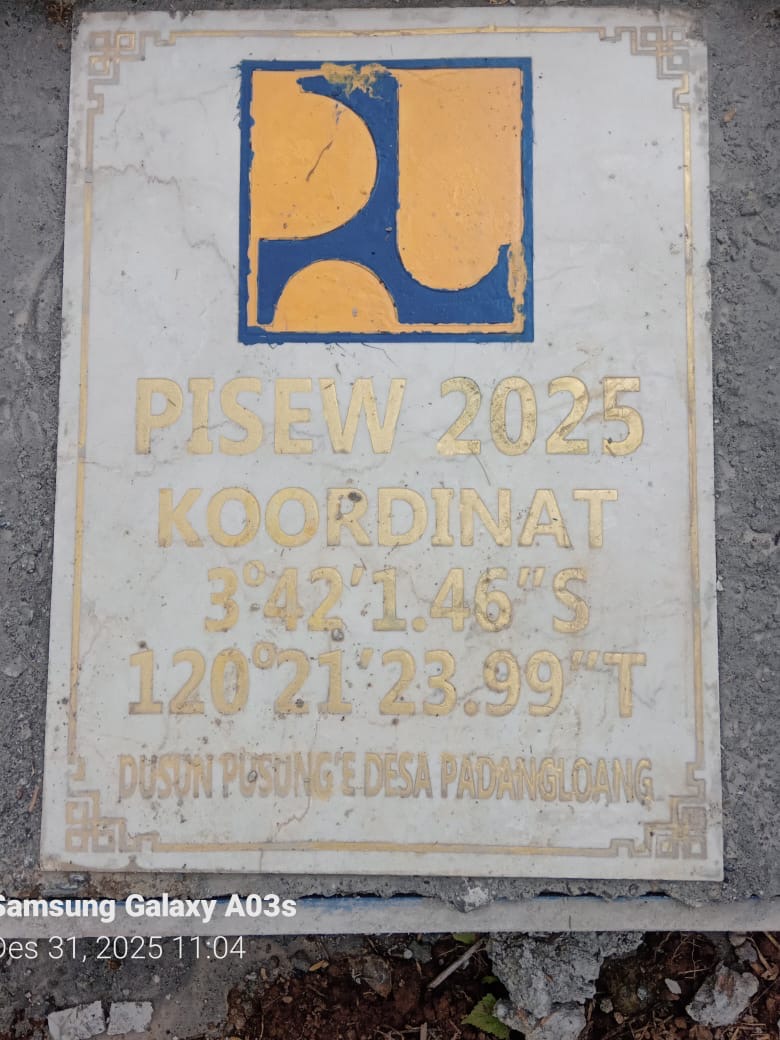 PISEW 2025
KOORDINAT
3°42'1.46"S
120°21'23.99"T
DUSUN PUSUNG'E DESA PADANGLOANG
Samsung Galaxy A03s
Des 31, 2025 11:04